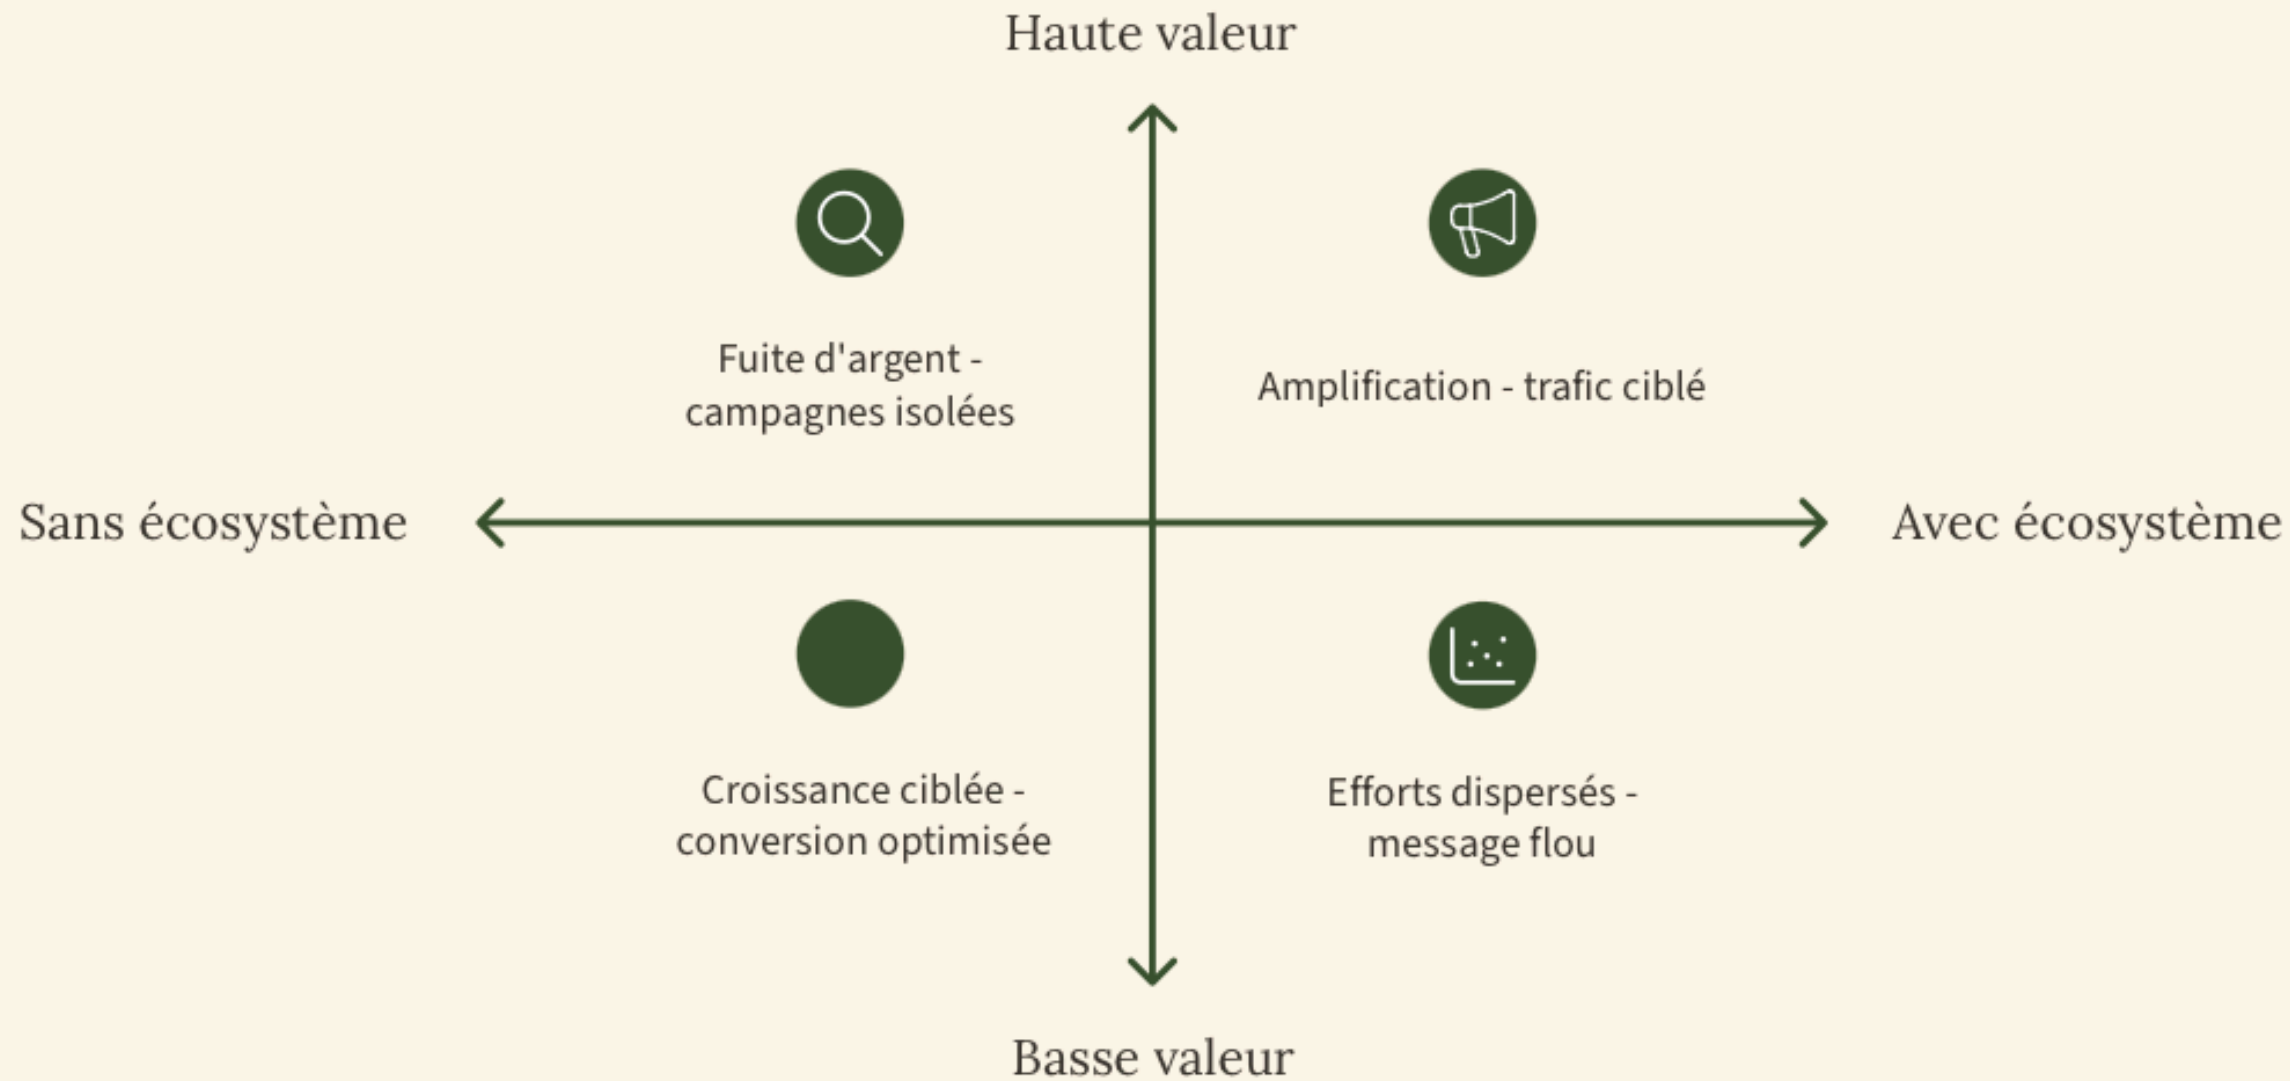 Haute valeur
Fuite d'argent -
campagnes isolées
Amplification - trafic ciblé
Sans écosystème
Avec écosystème
Croissance ciblée -
conversion optimisée
Efforts dispersés -
message flou
Basse valeur